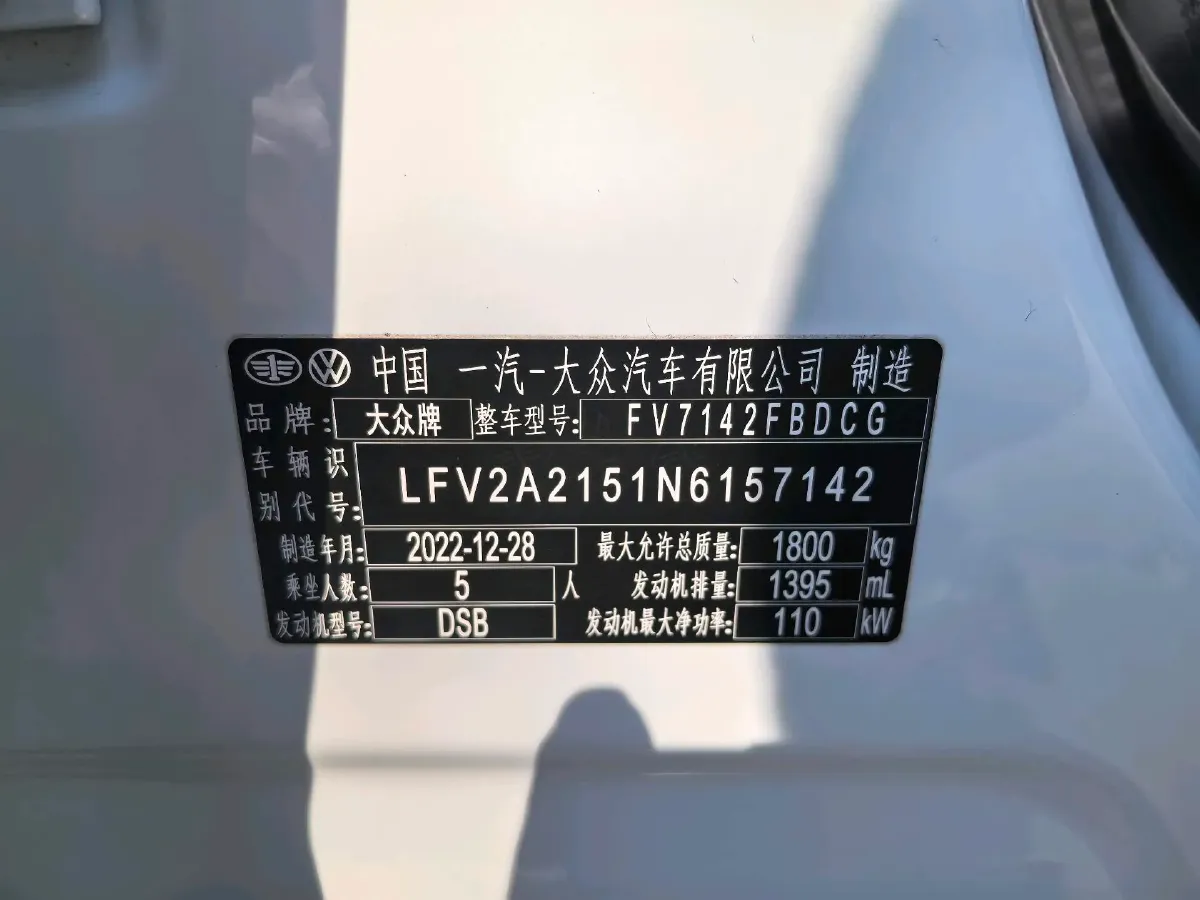 中国 一汽-大众汽车有限公司 制造
品牌: 大众牌 整车型号: FV7142FBDCG
车辆识别代号: LFV2A2151N6157142
制造年月: 2022-12-28 最大允许总质量: 1800 kg
乘坐人数: 5 人 发动机排量: 1395 mL
发动机型号: DSB 发动机最大净功率: 110 kW